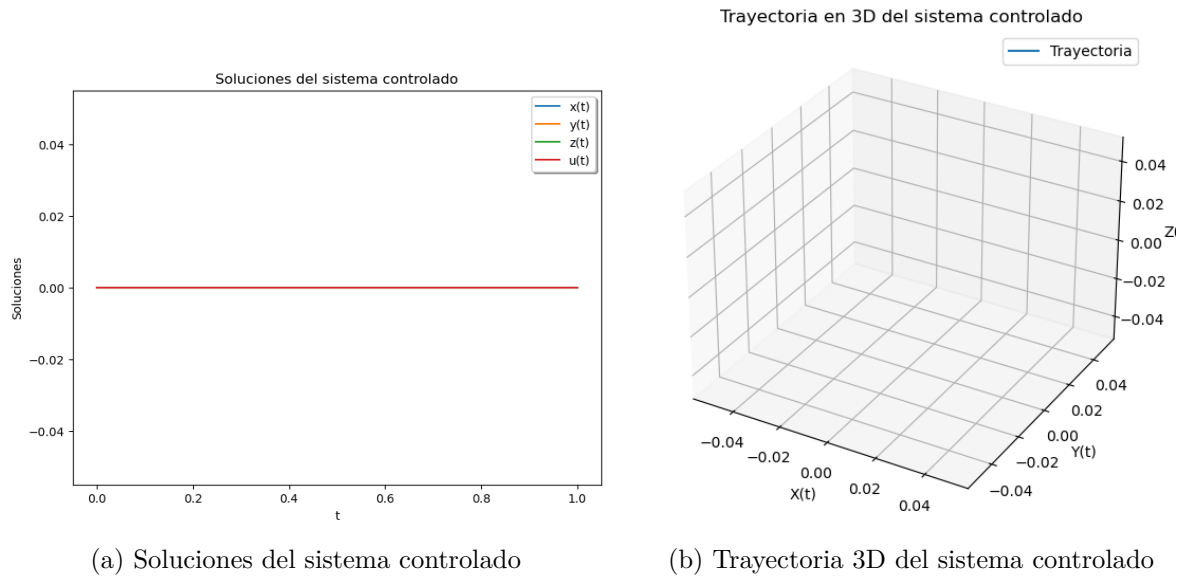 Soluciones del sistema controlado
x(t)
y(t)
z(t)
u(t)
0.04
0.02
0.00
−0.02
−0.04
Soluciones
0.0
0.2
0.4
0.6
0.8
1.0
t
(a) Soluciones del sistema controlado
Trayectoria en 3D del sistema controlado
Trayectoria
0.04
0.02
0.00
−0.02
−0.04
Z(
0.04
0.02
0.00
−0.02
−0.04
Y(t)
−0.04
−0.02
0.00
0.02
0.04
X(t)
(b) Trayectoria 3D del sistema controlado